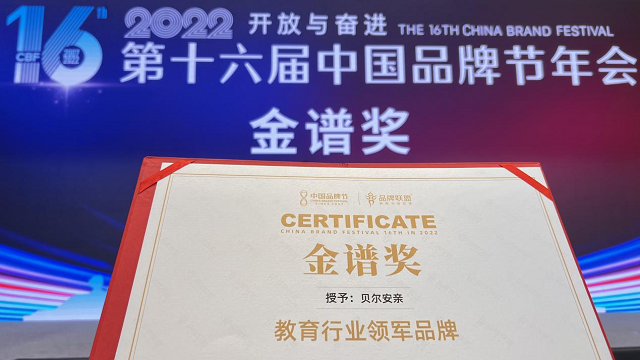 16th
CBF
2022 开放与奋进 THE 16TH CHINA BRAND FESTIVAL
第十六届中国品牌节年会
金谱奖
中国品牌节 品牌联盟
CERTIFICATE
CHINA BRAND FESTIVAL 16TH IN 2022
金谱奖
授予：贝尔安亲
教育行业领军品牌